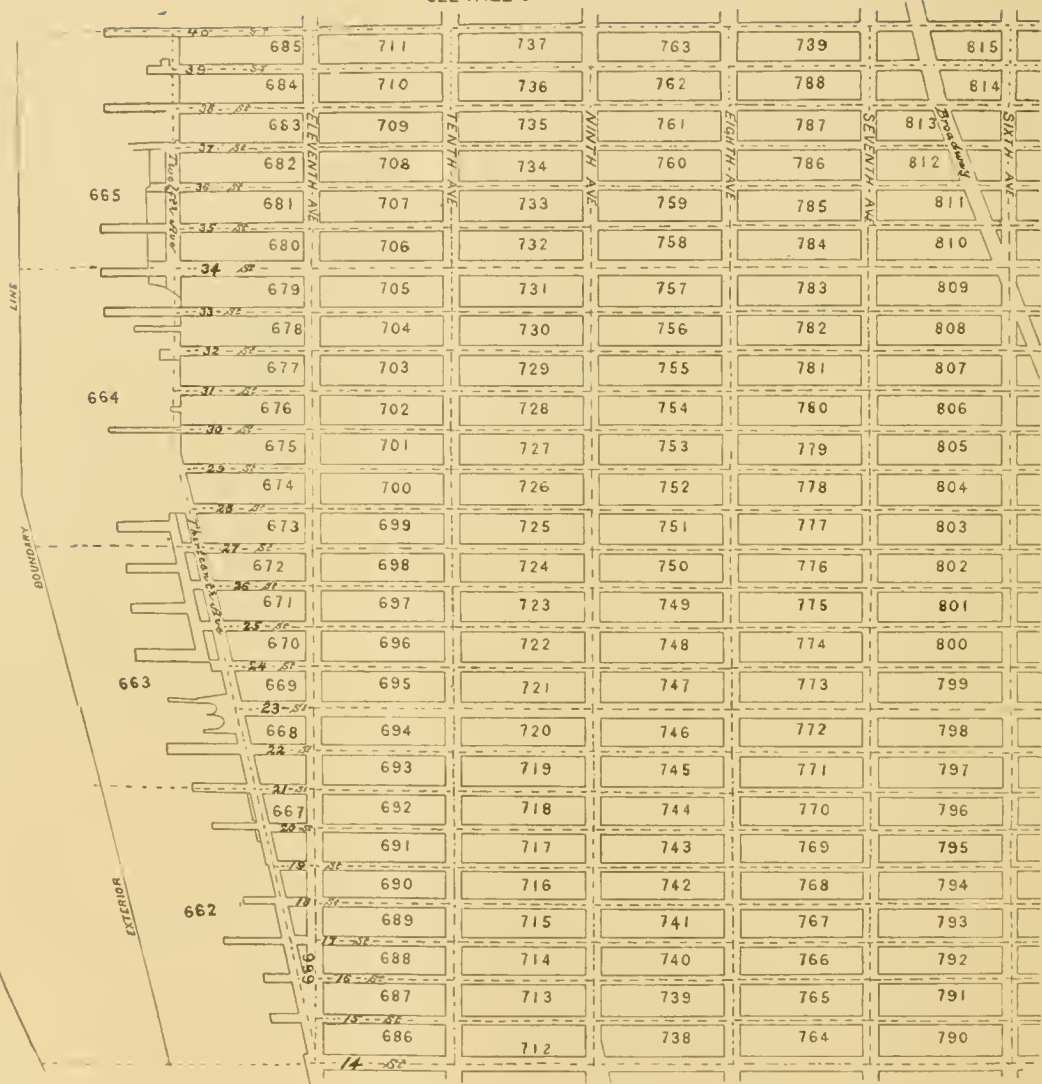 40 St
685 711 737 763 739 815
39 St
684 710 736 762 788 814
38 St
683 709 735 761 787 813
ELEVENTH AVE
TENTH AVE
NINTH AVE
EIGHTH AVE
SEVENTH AVE
Broadway
SIXTH AVE
37 St
682 708 734 760 786 812
665
36 St
681 707 733 759 785 811
35 St
680 706 732 758 784 810
34 St
679 705 731 757 783 809
LINE
33 St
678 704 730 756 782 808
32 St
677 703 729 755 781 807
664
31 St
676 702 728 754 780 806
30 St
675 701 727 753 779 805
29 St
674 700 726 752 778 804
28 St
673 699 725 751 777 803
BOUNDARY
27 St
672 698 724 750 776 802
26 St
671 697 723 749 775 801
25 St
670 696 722 748 774 800
24 St
663
669 695 721 747 773 799
23 St
668 694 720 746 772 798
22 St
693 719 745 771 797
21 St
667 692 718 744 770 796
20 St
691 717 743 769 795
19 St
EXTERIOR
690 716 742 768 794
662
18 St
689 715 741 767 793
17 St
688 714 740 766 792
16 St
687 713 739 765 791
15 St
686 712 738 764 790
14 St